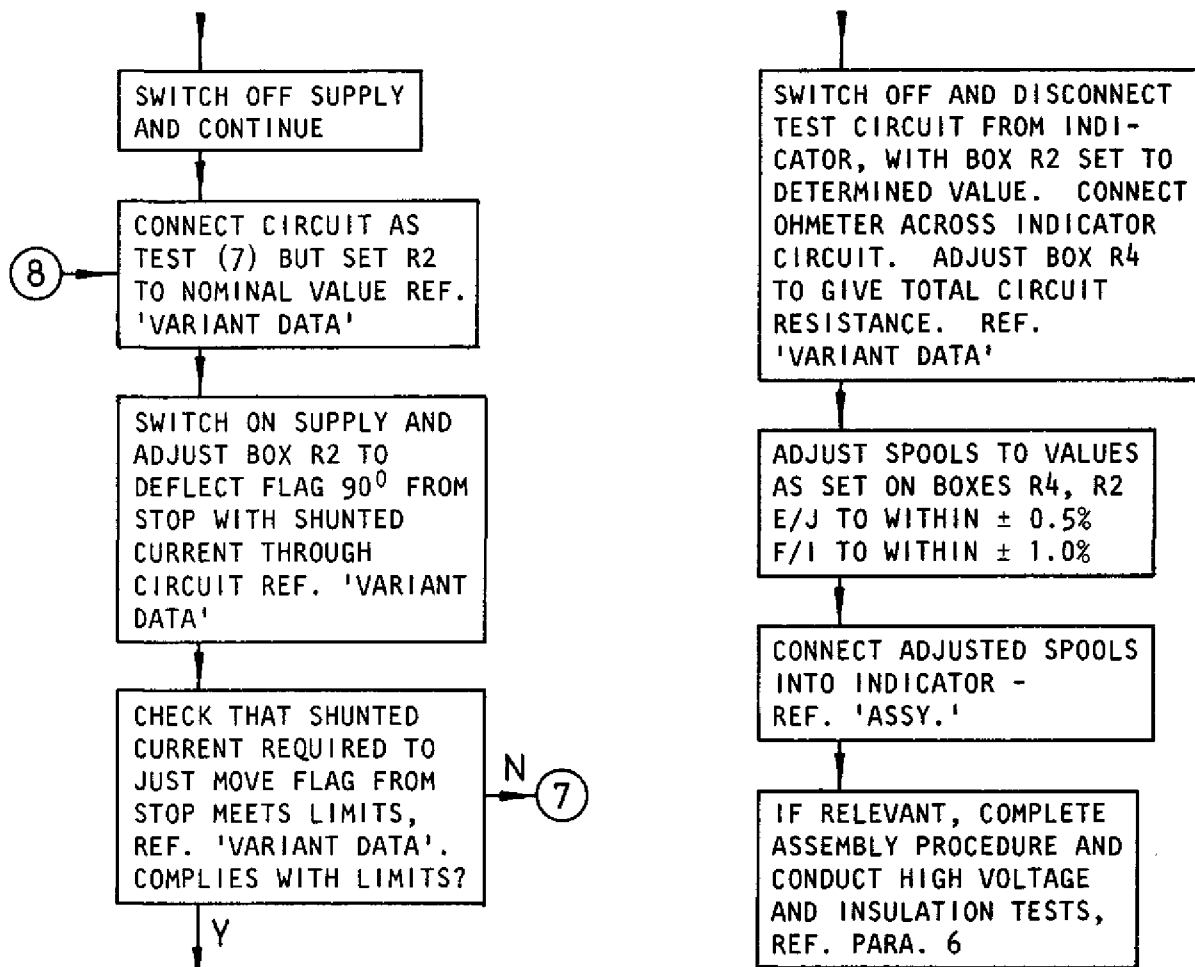 SWITCH OFF SUPPLY
AND CONTINUE
8
CONNECT CIRCUIT AS
TEST (7) BUT SET R2
TO NOMINAL VALUE REF.
'VARIANT DATA'
SWITCH ON SUPPLY AND
ADJUST BOX R2 TO
DEFLECT FLAG 90⁰ FROM
STOP WITH SHUNTED
CURRENT THROUGH
CIRCUIT REF. 'VARIANT
DATA'
CHECK THAT SHUNTED
CURRENT REQUIRED TO
JUST MOVE FLAG FROM
STOP MEETS LIMITS,
REF. 'VARIANT DATA'.
COMPLIES WITH LIMITS?
N
7
Y
SWITCH OFF AND DISCONNECT
TEST CIRCUIT FROM INDI-
CATOR, WITH BOX R2 SET TO
DETERMINED VALUE. CONNECT
OHMETER ACROSS INDICATOR
CIRCUIT. ADJUST BOX R4
TO GIVE TOTAL CIRCUIT
RESISTANCE. REF.
'VARIANT DATA'
ADJUST SPOOLS TO VALUES
AS SET ON BOXES R4, R2
E/J TO WITHIN ± 0.5%
F/I TO WITHIN ± 1.0%
CONNECT ADJUSTED SPOOLS
INTO INDICATOR -
REF. 'ASSY.'
IF RELEVANT, COMPLETE
ASSEMBLY PROCEDURE AND
CONDUCT HIGH VOLTAGE
AND INSULATION TESTS,
REF. PARA. 6